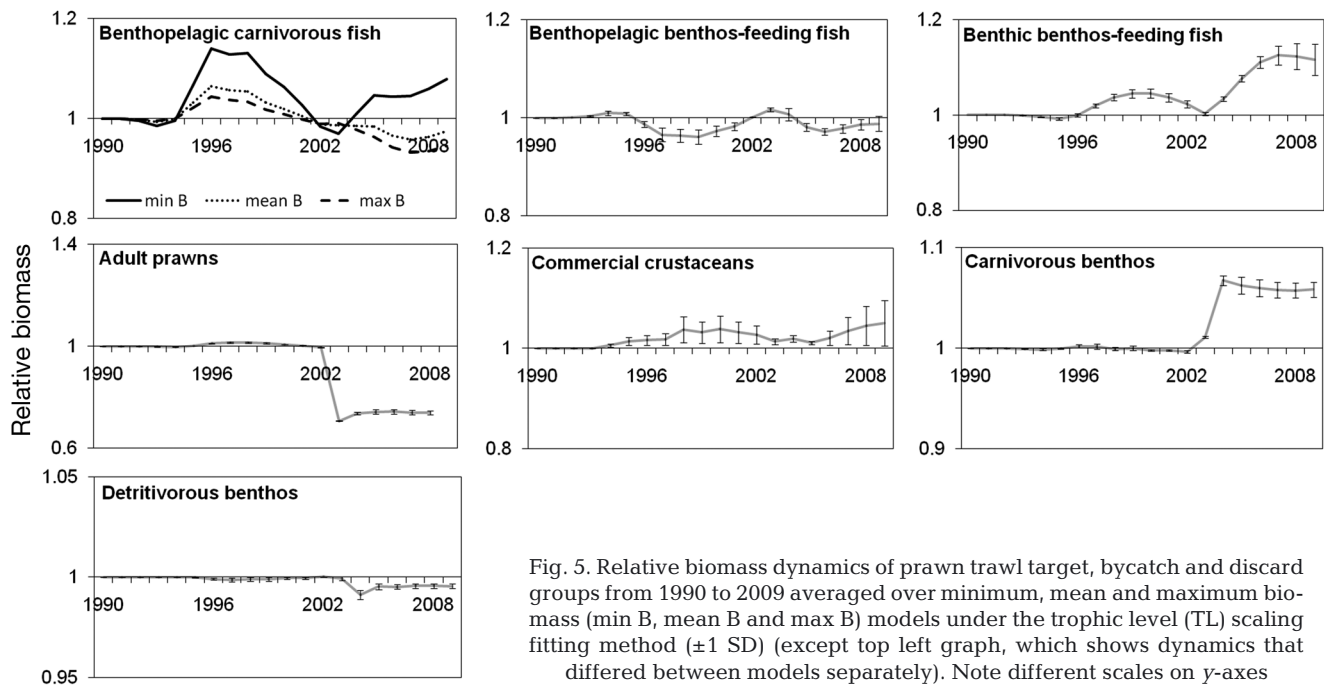 1.2
Benthopelagic carnivorous fish
1
1990 1996 2002 2008
min B mean B max B
0.8
1.2
Benthopelagic benthos-feeding fish
1
1990 1996 2002 2008
0.8
1.2
Benthic benthos-feeding fish
1
1990 1996 2002 2008
0.8
Relative biomass
1.4
Adult prawns
1
1990 1996 2002 2008
0.6
1.2
Commercial crustaceans
1
1990 1996 2002 2008
0.8
1.1
Carnivorous benthos
1
1990 1996 2002 2008
0.9
1.05
Detritivorous benthos
1
1990 1996 2002 2008
0.95
Fig. 5. Relative biomass dynamics of prawn trawl target, bycatch and discard
groups from 1990 to 2009 averaged over minimum, mean and maximum bio-
mass (min B, mean B and max B) models under the trophic level (TL) scaling
fitting method (±1 SD) (except top left graph, which shows dynamics that
differed between models separately). Note different scales on y-axes